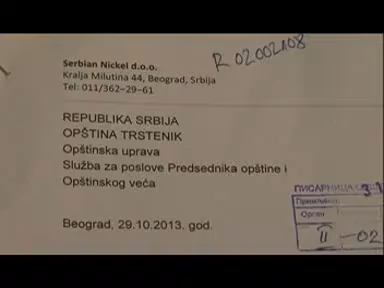 R 02002108
Serbian Nickel d.o.o.
Kralja Milutina 44, Beograd, Srbija
Tel: 011/362–29–61
REPUBLIKA SRBIJA
OPŠTINA TRSTENIK
Opštinska uprava
Služba za poslove Predsednika opštine i
Opštinskog veća
ПИСАРНИЦА
Орган
II –02
Beograd, 29.10.2013. god.